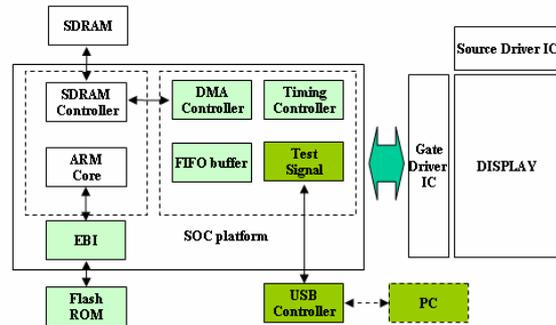 SDRAM
Source Driver IC
SDRAM
Controller
DMA
Controller
Timing
Controller
ARM
Core
FIFO buffer
Test
Signal
Gate
Driver
IC
DISPLAY
EBI
SOC platform
Flash
ROM
USB
Controller
PC